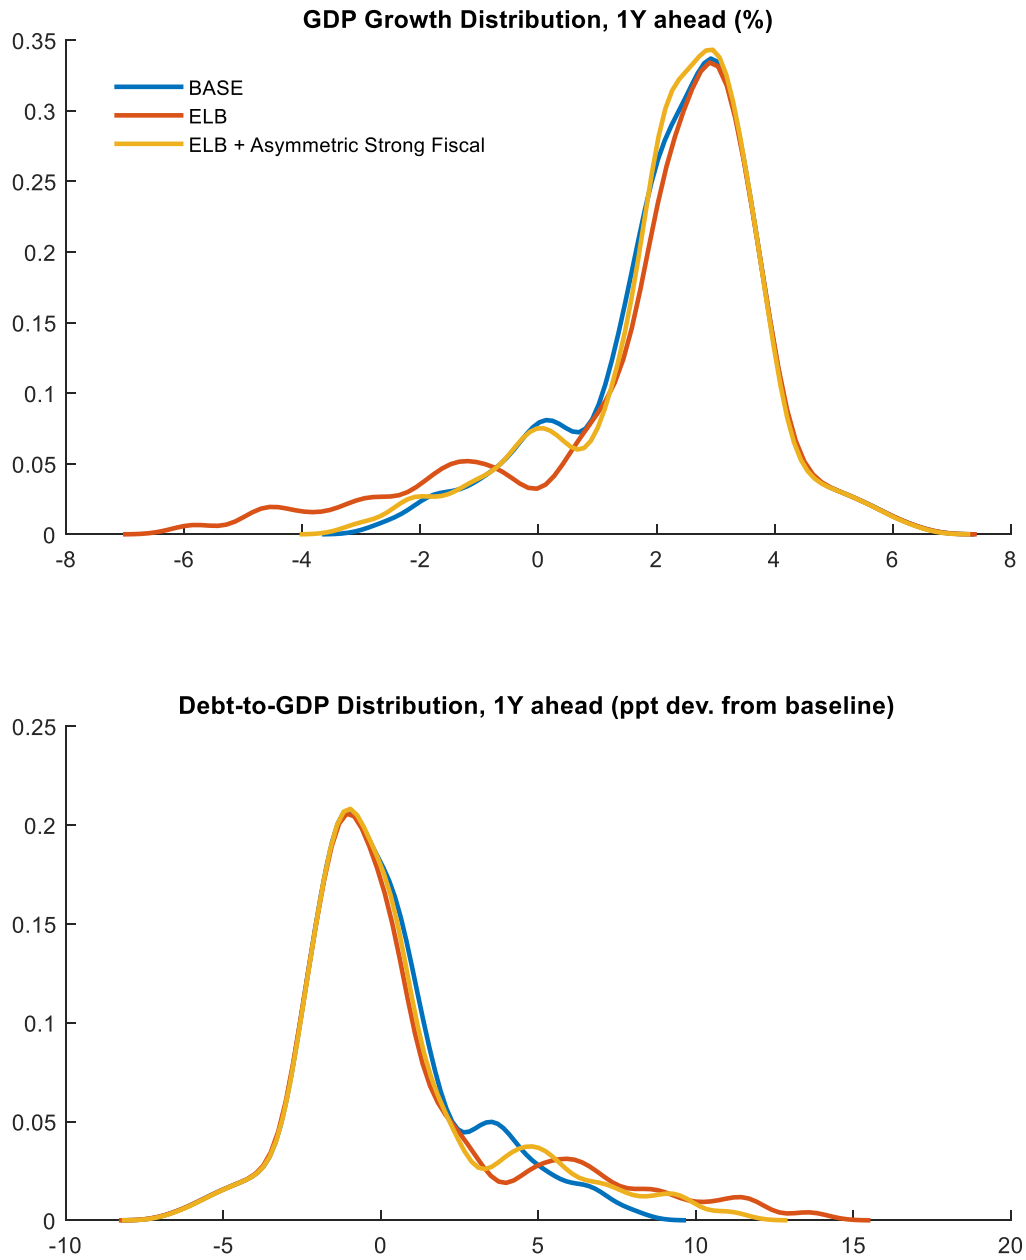 GDP Growth Distribution, 1Y ahead (%)
0.35
0.3
0.25
0.2
0.15
0.1
0.05
0
BASE
ELB
ELB + Asymmetric Strong Fiscal
-8 -6 -4 -2 0 2 4 6 8
Debt-to-GDP Distribution, 1Y ahead (ppt dev. from baseline)
0.25
0.2
0.15
0.1
0.05
0
-10 -5 0 5 10 15 20